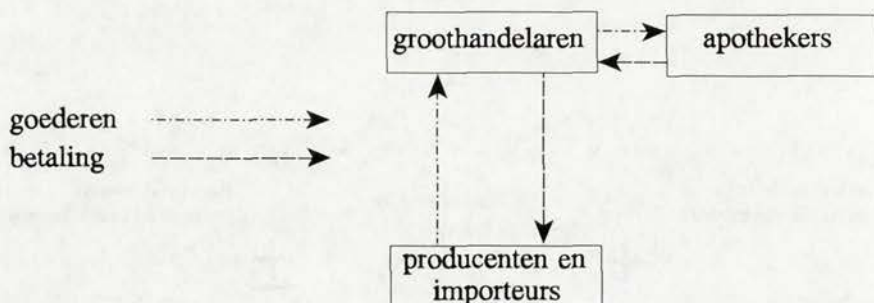 groothandelaren
apothekers
goederen
betaling
producenten en
importeurs